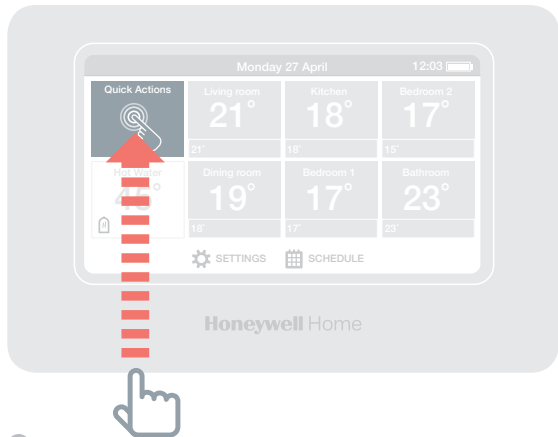 Monday 27 April 12:03
Quick Actions
Living room
Kitchen
Bedroom 2
21°
18°
17°
21°
18°
15°
Hot Water
Dining room
Bedroom 1
Bathroom
45°
19°
17°
23°
18°
17°
23°
SETTINGS SCHEDULE
Honeywell Home